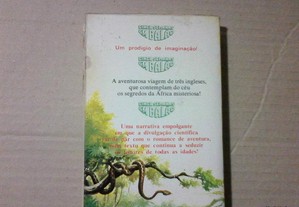 Um prodígio de imaginação!
A aventurosa viagem de três ingleses,
que contemplam do céu
os segredos da África misteriosa!
Uma narrativa empolgante
em que a divulgação científica
com o romance de aventura,
texto que continua a seduzir
de todas as idades!